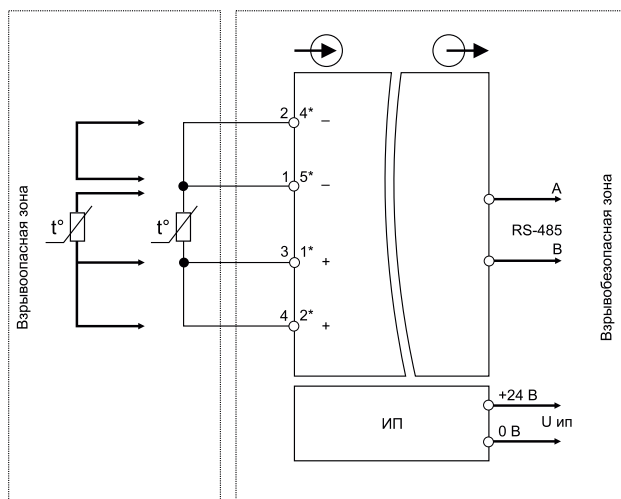 2 4* –
1 5* –
A
RS-485
B
t° t°
3 1* +
4 2* +
Взрывоопасная зона
Взрывобезопасная зона
ИП
+24 В
U ип
0 В